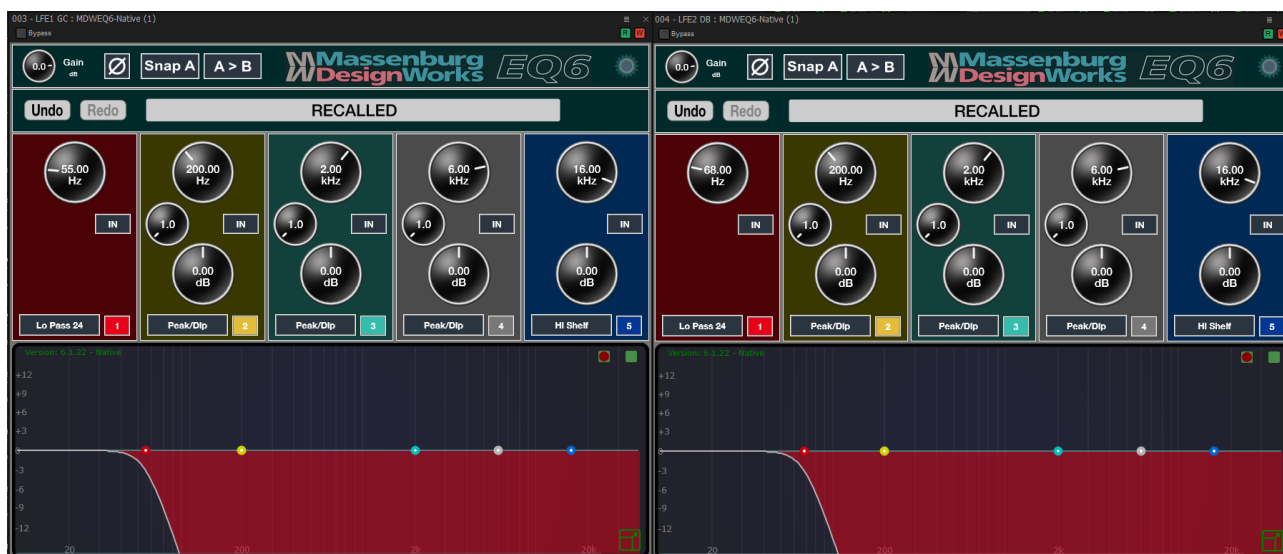 003 - LFE1 GC : MDWEQ6-Native (1)
Bypass
R W
0.0
Gain
dB
Ø
Snap A
A > B
Massenburg
DesignWorks
EQ6
Undo
Redo
RECALLED
55.00
Hz
IN
Lo Pass 24
1
200.00
Hz
1.0
IN
0.00
dB
Peak/Dip
2
2.00
kHz
1.0
IN
0.00
dB
Peak/Dip
3
6.00
kHz
1.0
IN
0.00
dB
Peak/Dip
4
16.00
kHz
IN
0.00
dB
HI Shelf
5
Version: 6.1.22 - Native
+12
+9
+6
+3
0
-3
-6
-9
-12
20 200 2k 20k
004 - LFE2 DB : MDWEQ6-Native (1)
Bypass
R W
0.0
Gain
dB
Ø
Snap A
A > B
Massenburg
DesignWorks
EQ6
Undo
Redo
RECALLED
68.00
Hz
IN
Lo Pass 24
1
200.00
Hz
1.0
IN
0.00
dB
Peak/Dip
2
2.00
kHz
1.0
IN
0.00
dB
Peak/Dip
3
6.00
kHz
1.0
IN
0.00
dB
Peak/Dip
4
16.00
kHz
IN
0.00
dB
HI Shelf
5
Version: 6.1.22 - Native
+12
+9
+6
+3
0
-3
-6
-9
-12
20 200 2k 20k